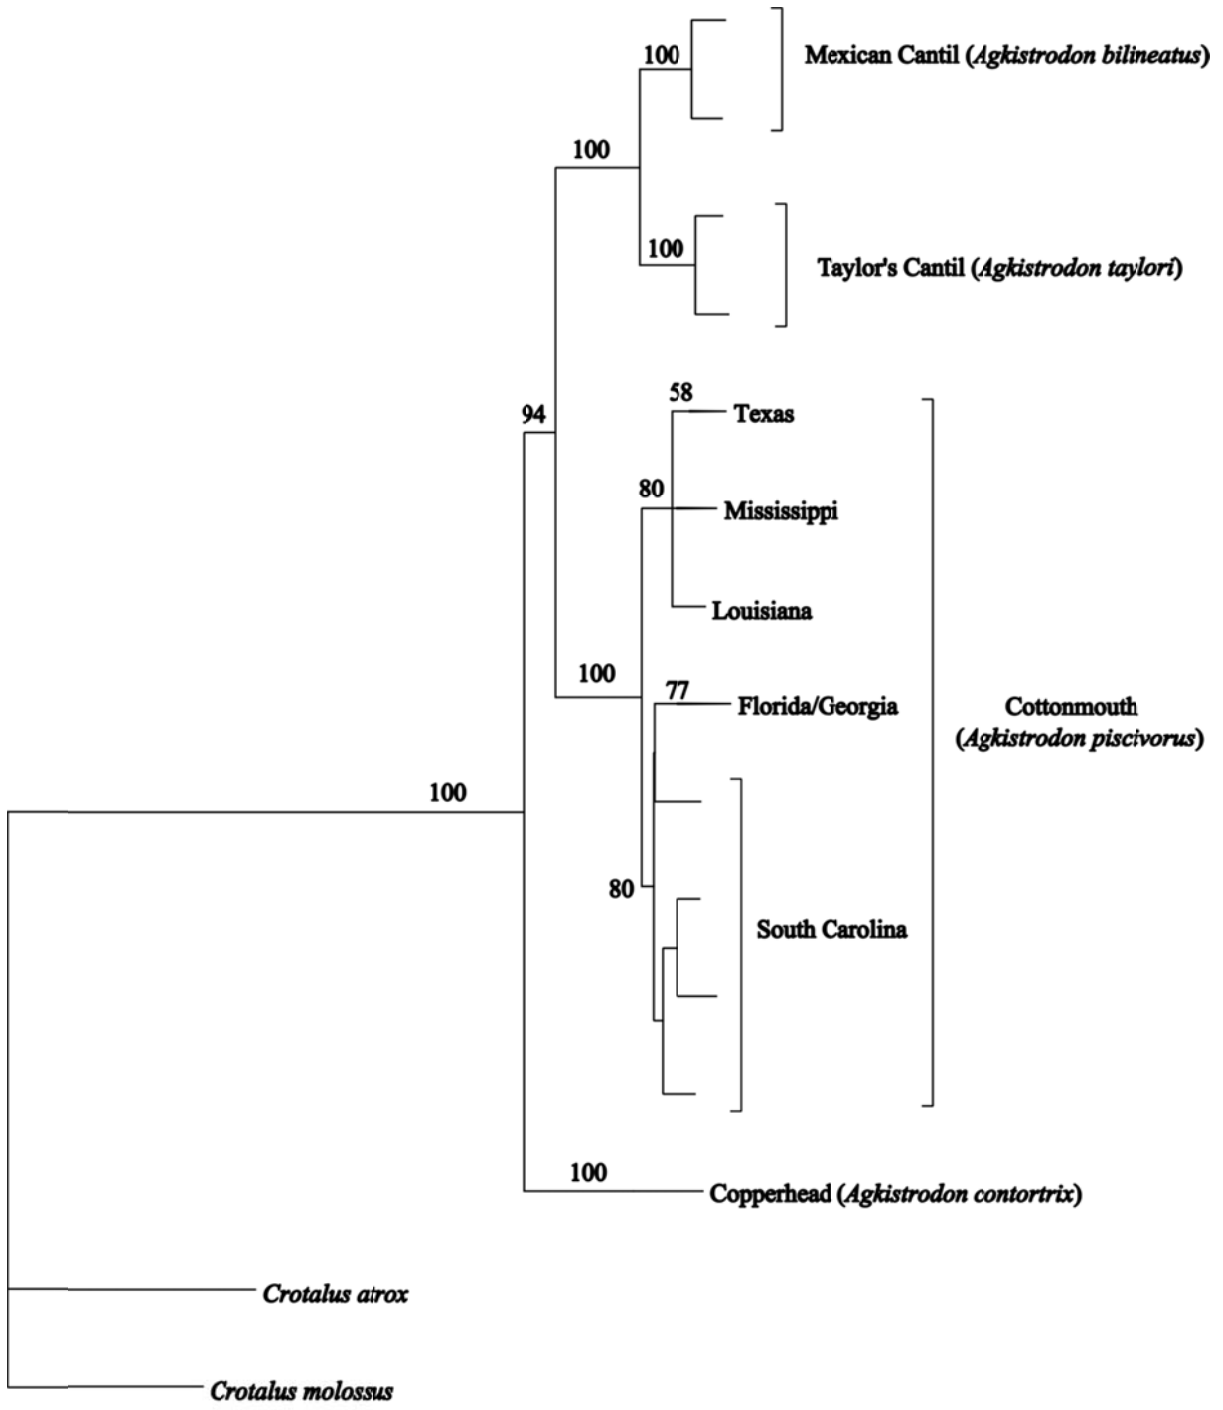 100
Mexican Cantil (Agkistrodon bilineatus)
100
100
Taylor's Cantil (Agkistrodon taylori)
58
94
Texas
80
Mississippi
Louisiana
100
77
Florida/Georgia
Cottonmouth
(Agkistrodon piscivorus)
100
80
South Carolina
100
Copperhead (Agkistrodon contortrix)
Crotalus atrox
Crotalus molossus